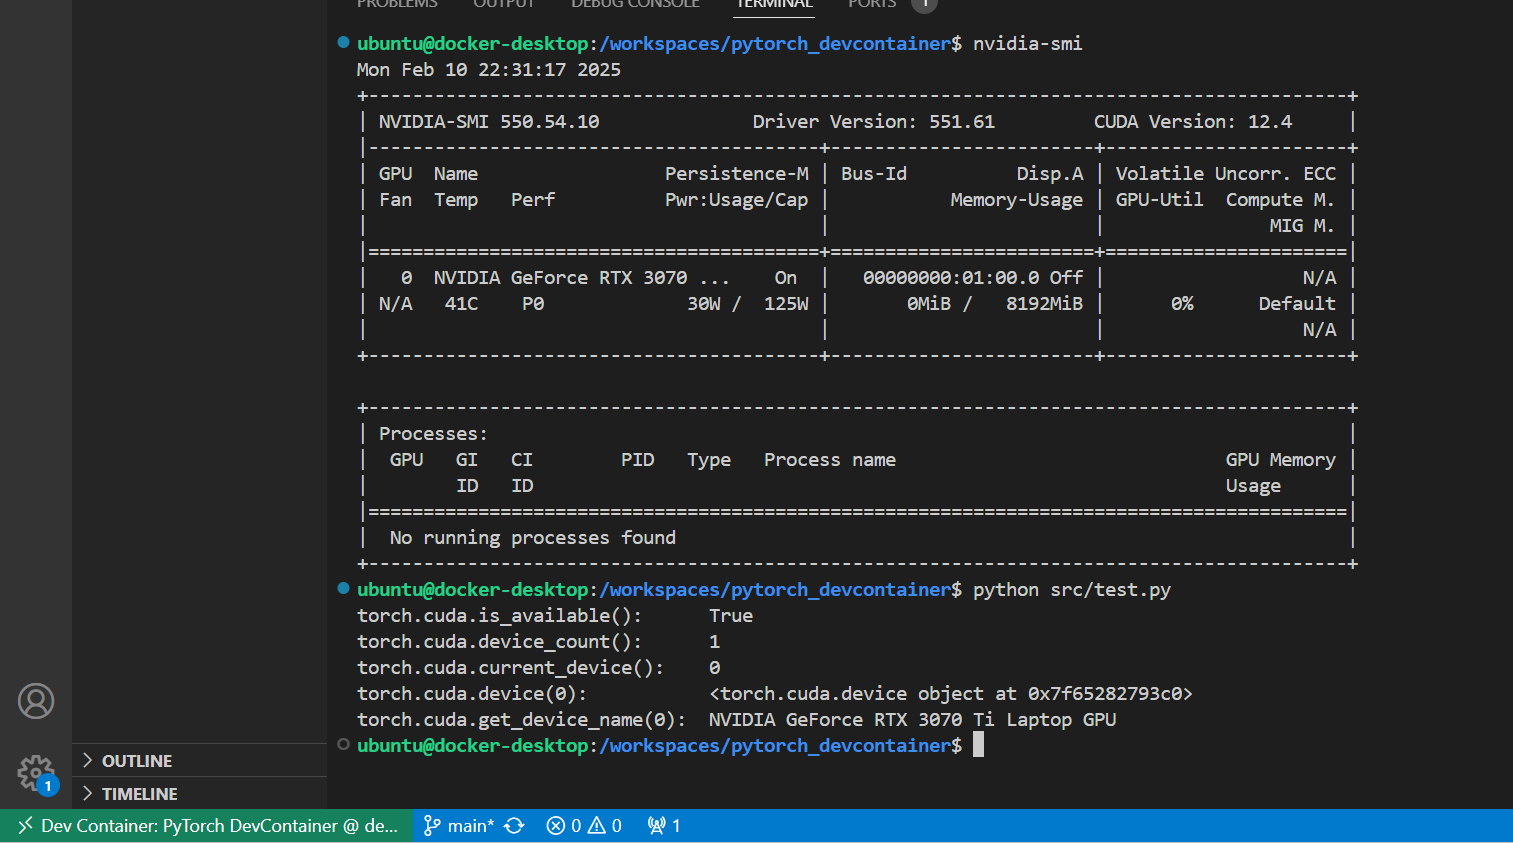 PROBLEMS OUTPUT DEBUG CONSOLE TERMINAL PORTS 1
ubuntu@docker-desktop:/workspaces/pytorch_devcontainer$ nvidia-smi
Mon Feb 10 22:31:17 2025
+-----------------------------------------------------------------------------------------+
| NVIDIA-SMI 550.54.10              Driver Version: 551.61         CUDA Version: 12.4     |
|-----------------------------------------+------------------------+----------------------+
| GPU  Name                 Persistence-M | Bus-Id          Disp.A | Volatile Uncorr. ECC |
| Fan  Temp   Perf          Pwr:Usage/Cap |           Memory-Usage | GPU-Util  Compute M. |
|                                         |                        |               MIG M. |
|=========================================+========================+======================|
|   0  NVIDIA GeForce RTX 3070 ...    On  |   00000000:01:00.0 Off |                  N/A |
| N/A   41C    P0             30W /  125W |       0MiB /   8192MiB |      0%      Default |
|                                         |                        |                  N/A |
+-----------------------------------------+------------------------+----------------------+
+-----------------------------------------------------------------------------------------+
| Processes:                                                                              |
|  GPU   GI   CI        PID   Type   Process name                              GPU Memory |
|        ID   ID                                                               Usage      |
|=========================================================================================|
|  No running processes found                                                             |
+-----------------------------------------------------------------------------------------+
ubuntu@docker-desktop:/workspaces/pytorch_devcontainer$ python src/test.py
torch.cuda.is_available():      True
torch.cuda.device_count():      1
torch.cuda.current_device():    0
torch.cuda.device(0):           <torch.cuda.device object at 0x7f65282793c0>
torch.cuda.get_device_name(0):  NVIDIA GeForce RTX 3070 Ti Laptop GPU
ubuntu@docker-desktop:/workspaces/pytorch_devcontainer$
OUTLINE
1
TIMELINE
Dev Container: PyTorch DevContainer @ de... main* 0 0 1